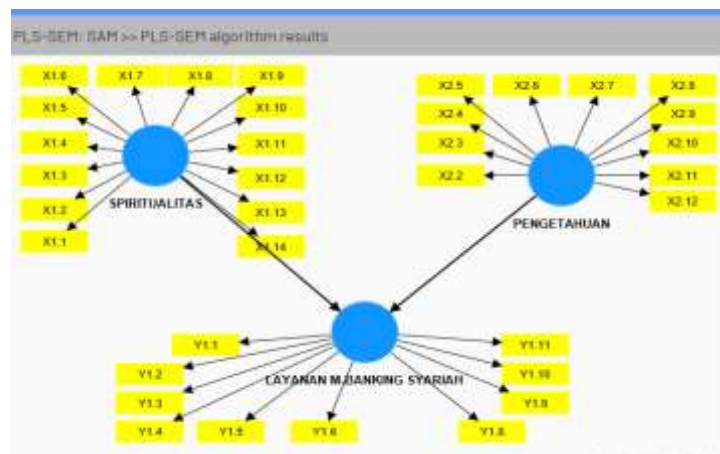 PLS-SEM: SAM >> PLS-SEM algorithm results
X1.6 X1.7 X1.8 X1.9
X1.5 X1.10
X1.4 X1.11
X1.3 X1.12
X1.2 X1.13
X1.1 X1.14
SPIRITUALITAS
X2.5 X2.6 X2.7 X2.8
X2.4 X2.9
X2.3 X2.10
X2.2 X2.11
X2.12
PENGETAHUAN
Y1.1 Y1.11
LAYANAN M.BANKING SYARIAH
Y1.2 Y1.10
Y1.3 Y1.9
Y1.4 Y1.5 Y1.6 Y1.8